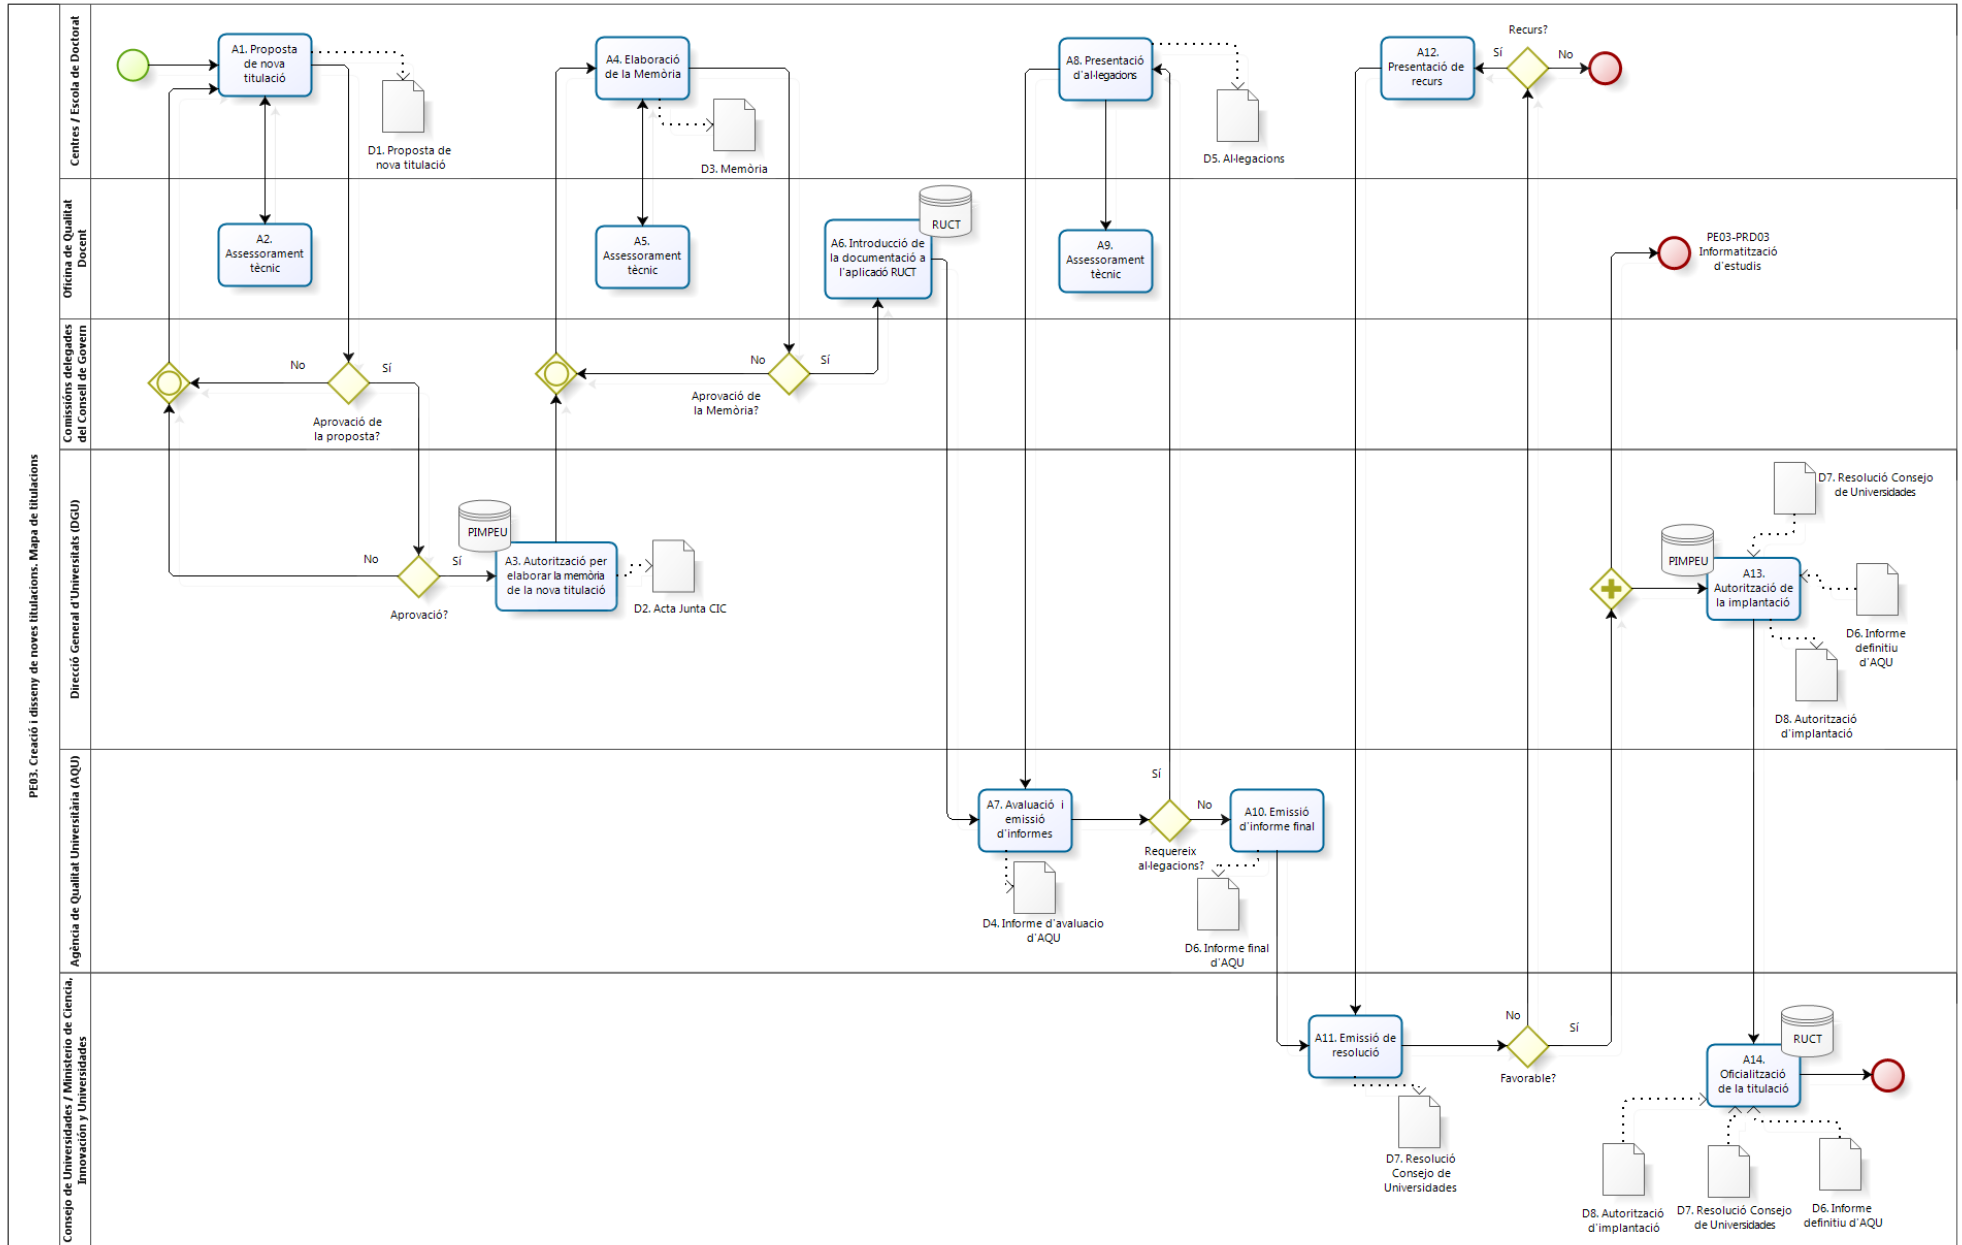 PE03. Creació i disseny de noves titulacions. Mapa de titulacions
Centres / Escola de Doctorat
A1. Proposta
de nova
titulació
D1. Proposta de
nova titulació
A4. Elaboració
de la Memòria
D3. Memòria
A8. Presentació
d'al·legacions
D5. Al·legacions
A12.
Presentació de
recurs
Recurs?
Sí
No
Oficina de Qualitat
Docent
A2.
Assessorament
tècnic
A5.
Assessorament
tècnic
RUCT
A6. Introducció de
la documentació a
l'aplicació RUCT
A9.
Assessorament
tècnic
PE03-PRD03
Informatització
d'estudis
Comissións delegades
del Consell de Govern
No
Sí
Aprovació de
la proposta?
No
Sí
Aprovació de
la Memòria?
Direcció General d'Universitats (DGU)
No
Sí
Aprovació?
PIMPEU
A3. Autorització per
elaborar la memòria
de la nova titulació
D2. Acta Junta CIC
D7. Resolució Consejo
de Universidades
PIMPEU
A13.
Autorització de
la implantació
D6. Informe
definitiu
d'AQU
D8. Autorització
d'implantació
Agència de Qualitat Universitària (AQU)
A7. Avaluació i
emissió
d'informes
D4. Informe d'avaluacio
d'AQU
Sí
No
Requereix
al·legacions?
A10. Emissió
d'informe final
D6. Informe final
d'AQU
Consejo de Universidades / Ministerio de Ciencia,
Innovación y Universidades
A11. Emissió de
resolució
D7. Resolució
Consejo de
Universidades
No
Sí
Favorable?
RUCT
A14.
Oficialització
de la titulació
D8. Autorització
d'implantació
D7. Resolució Consejo
de Universidades
D6. Informe
definitiu d'AQU